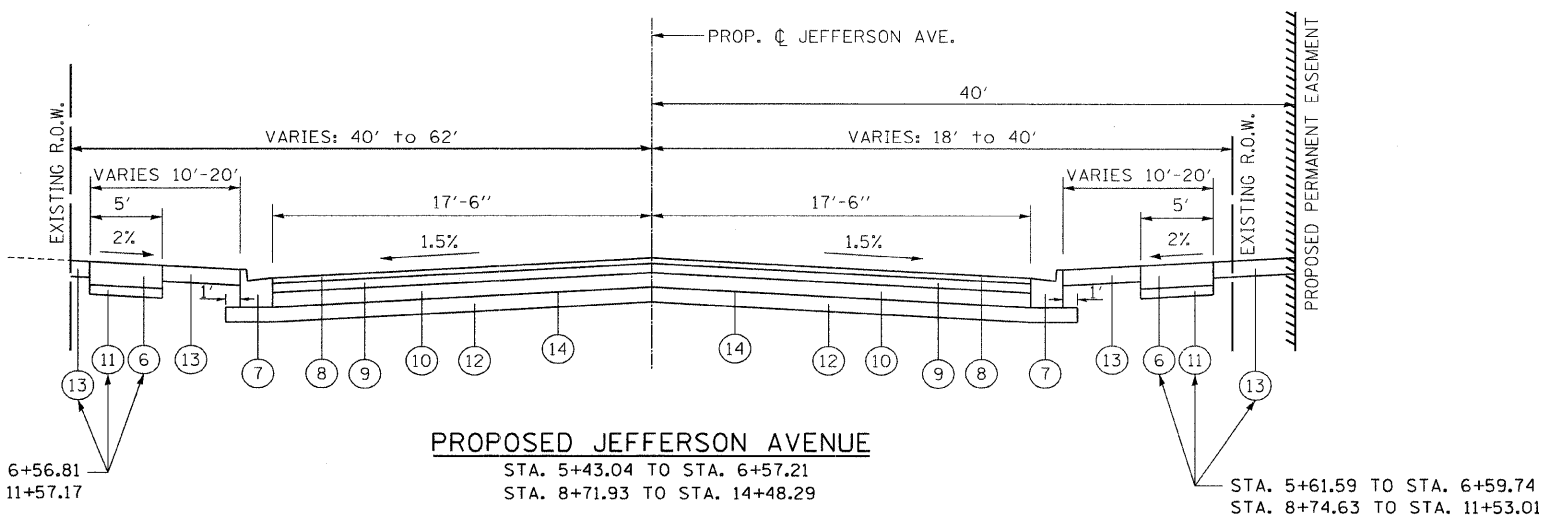 PROP. ℄ JEFFERSON AVE.
40'
VARIES: 40' to 62'
VARIES: 18' to 40'
EXISTING R.O.W.
EXISTING R.O.W.
PROPOSED PERMANENT EASEMENT
VARIES 10'-20'
VARIES 10'-20'
5'
17'-6"
17'-6"
5'
2%
1.5%
1.5%
2%
1'
1'
13
11
6
13
7
8
9
10
12
14
14
12
10
9
8
7
13
6
11
13
PROPOSED JEFFERSON AVENUE
STA. 5+43.04 TO STA. 6+57.21
STA. 8+71.93 TO STA. 14+48.29
6+56.81
11+57.17
STA. 5+61.59 TO STA. 6+59.74
STA. 8+74.63 TO STA. 11+53.01